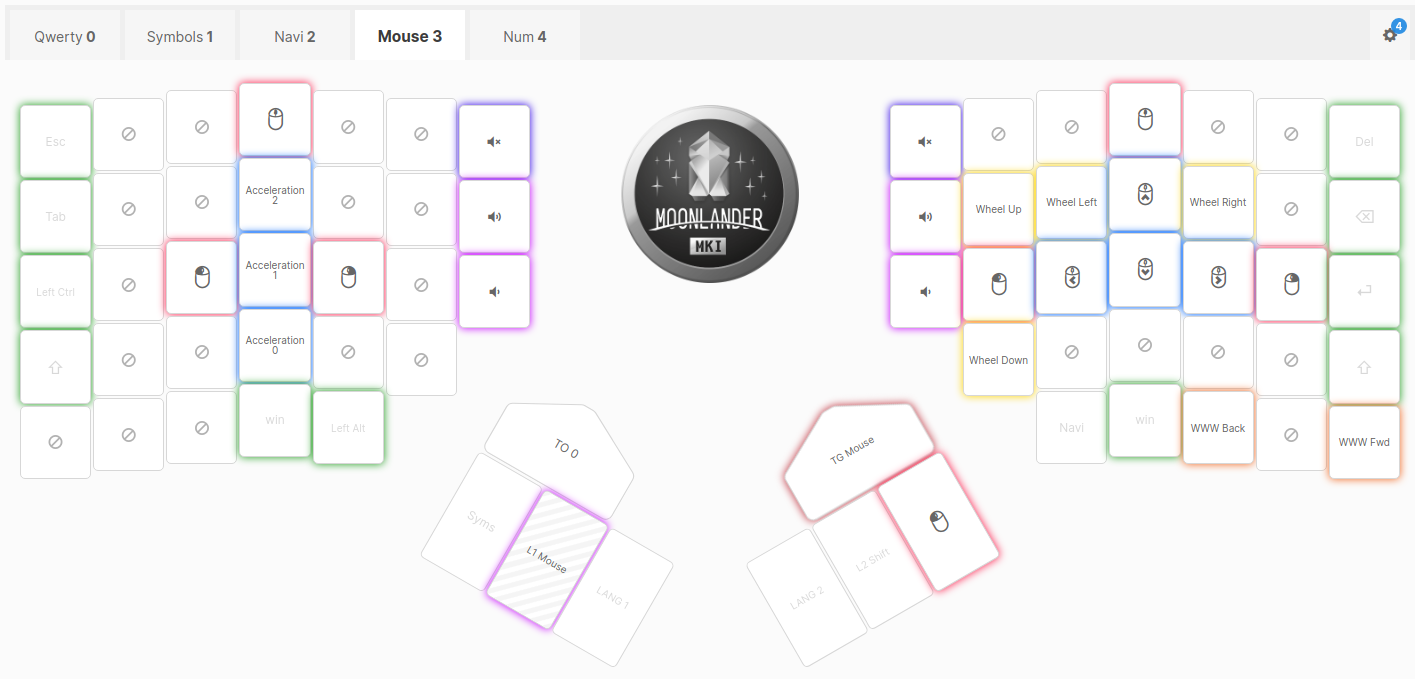 Qwerty 0
Symbols 1
Navi 2
Mouse 3
Num 4
4
Esc
Del
Tab
Acceleration
2
Wheel Up
Wheel Left
Wheel Right
MOONLANDER
MKI
Left Ctrl
Acceleration
1
Acceleration
0
Wheel Down
win
Left Alt
Navi
win
WWW Back
WWW Fwd
TO 0
TG Mouse
Syms
L1 Mouse
LANG 1
LANG 2
L2 Shift